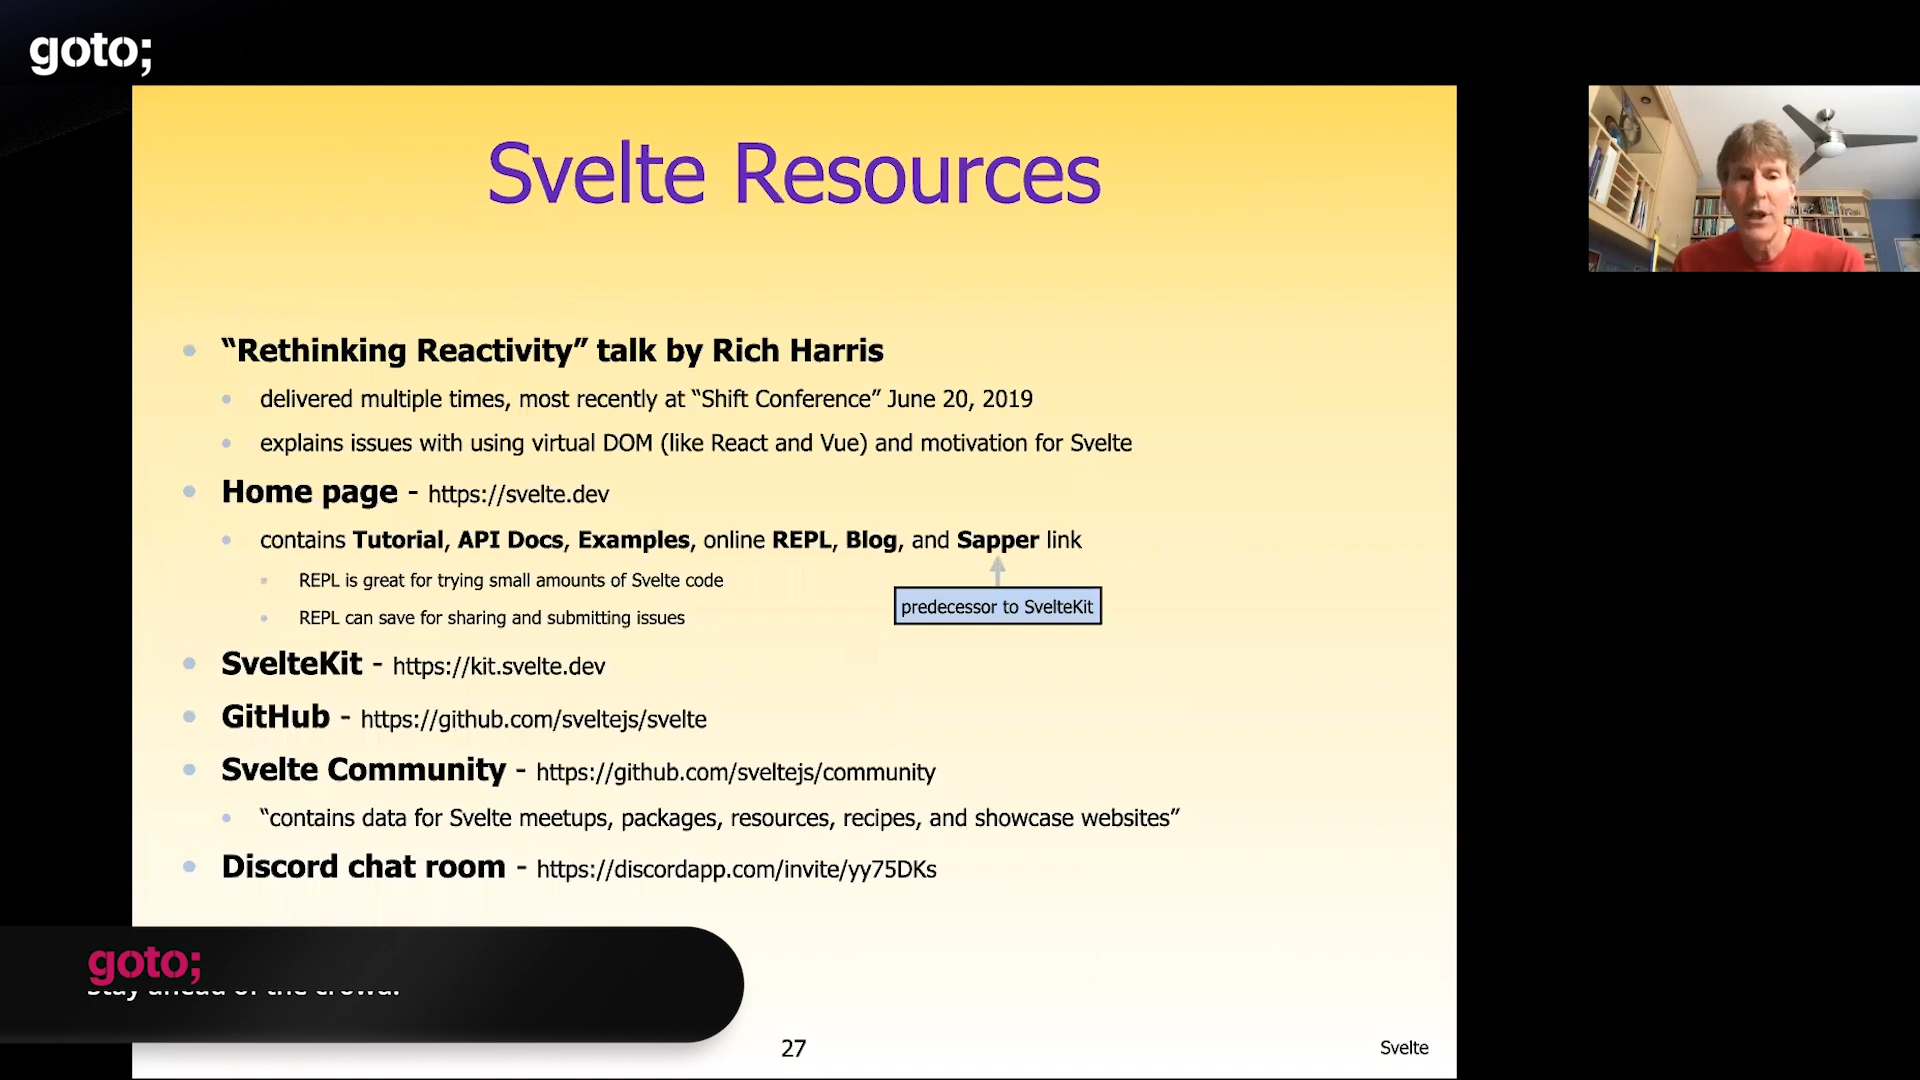 goto;
Svelte Resources
“Rethinking Reactivity” talk by Rich Harris
delivered multiple times, most recently at “Shift Conference” June 20, 2019
explains issues with using virtual DOM (like React and Vue) and motivation for Svelte
Home page - https://svelte.dev
contains Tutorial, API Docs, Examples, online REPL, Blog, and Sapper link
REPL is great for trying small amounts of Svelte code
predecessor to SvelteKit
REPL can save for sharing and submitting issues
SvelteKit - https://kit.svelte.dev
GitHub - https://github.com/sveltejs/svelte
Svelte Community - https://github.com/sveltejs/community
“contains data for Svelte meetups, packages, resources, recipes, and showcase websites”
Discord chat room - https://discordapp.com/invite/yy75DKs
goto;
Stay ahead of the crowd.
27
Svelte